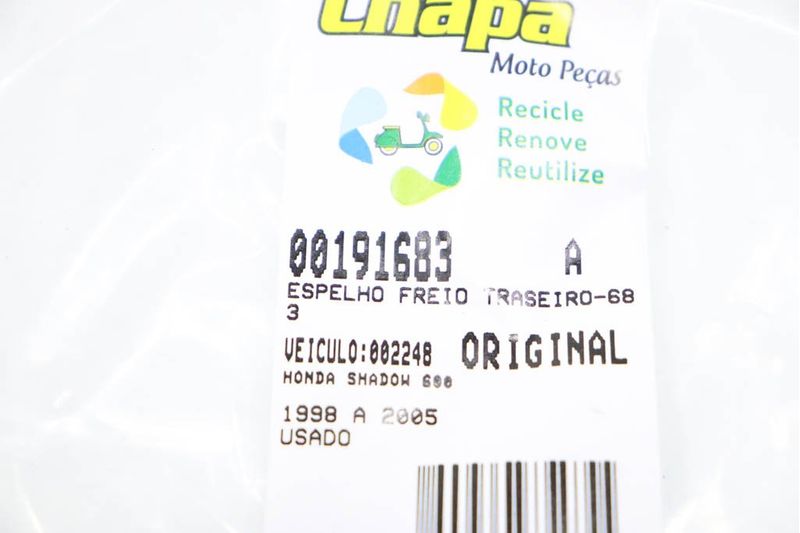 Chapa
Moto Peças
Recicle
Renove
Reutilize
00191683 A
ESPELHO FREIO TRASEIRO-68
3
VEICULO:002248 ORIGINAL
HONDA SHADOW 600
1998 A 2005
USADO